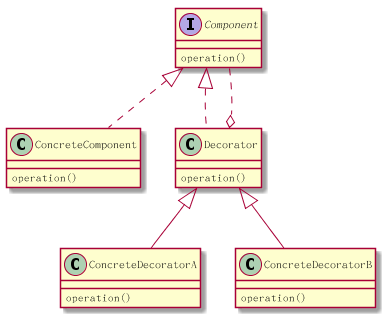 I Component
operation()
C ConcreteComponent
operation()
C Decorator
operation()
C ConcreteDecoratorA
operation()
C ConcreteDecoratorB
operation()